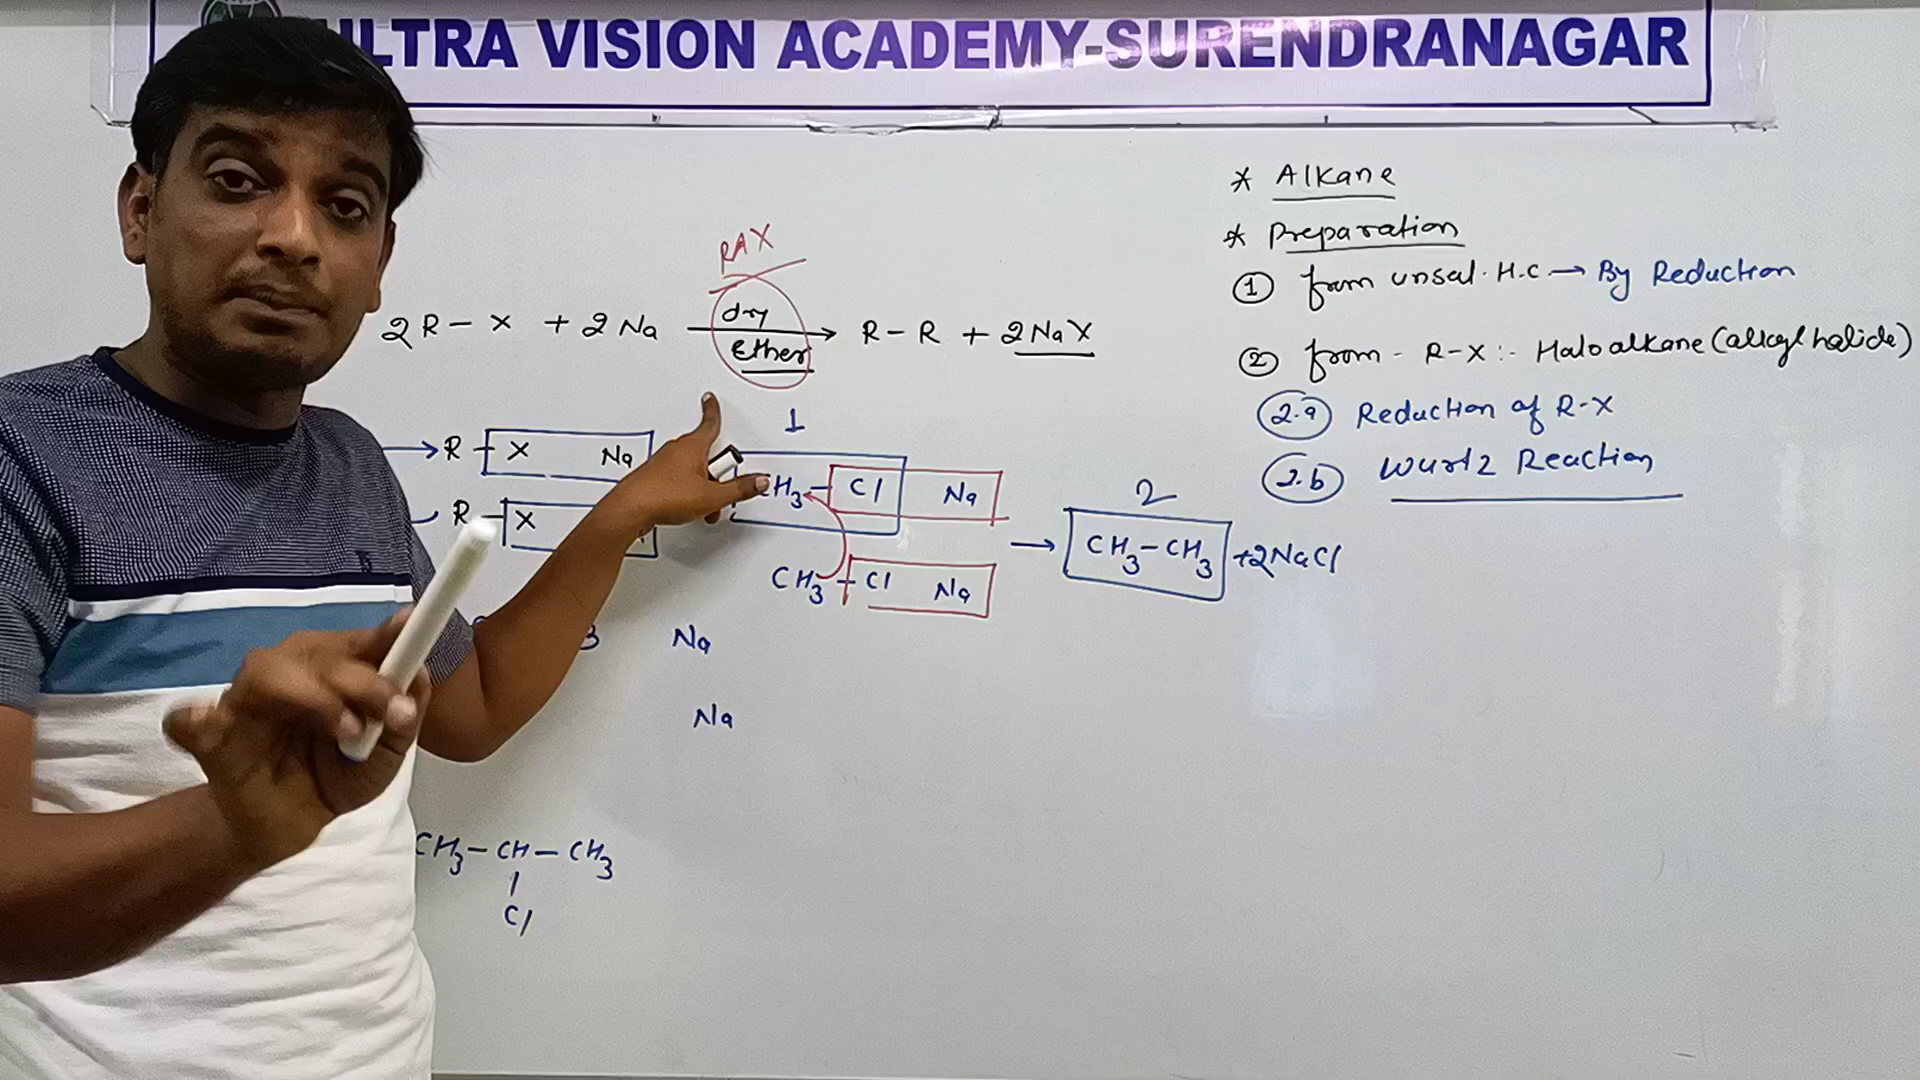 ULTRA VISION ACADEMY-SURENDRANAGAR
* Alkane
* Preparation
① from unsat. H.C → By Reduction
② from - R-X :- Haloalkane (alkyl halide)
2.a Reduction of R-X
2.b Wurtz Reaction
RAX
2R-X + 2Na dry Ether → R-R + 2NaX
→ R-X Na
R-X
1
CH3-Cl Na
CH3-Cl Na
2
→ CH3-CH3 + 2NaCl
3 Na
Na
CH3-CH-CH3
Cl